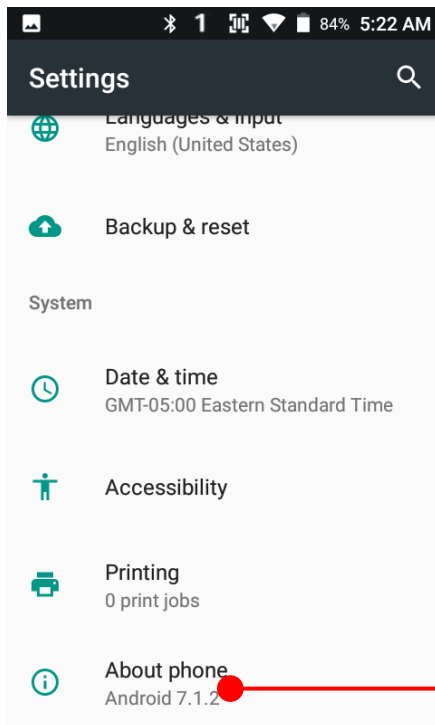 1 84% 5:22 AM
Settings
Languages & input
English (United States)
Backup & reset
System
Date & time
GMT-05:00 Eastern Standard Time
Accessibility
Printing
0 print jobs
About phone
Android 7.1.2